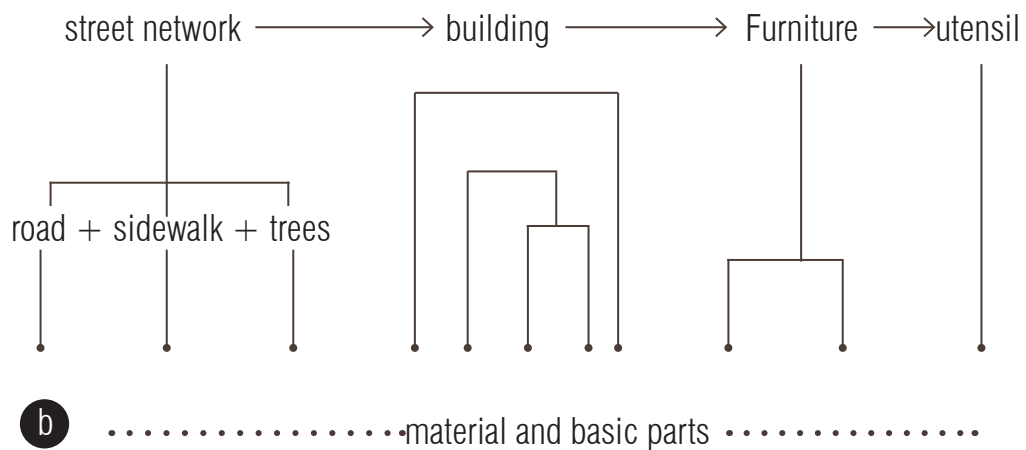 street network building Furniture utensil
road + sidewalk + trees
b material and basic parts